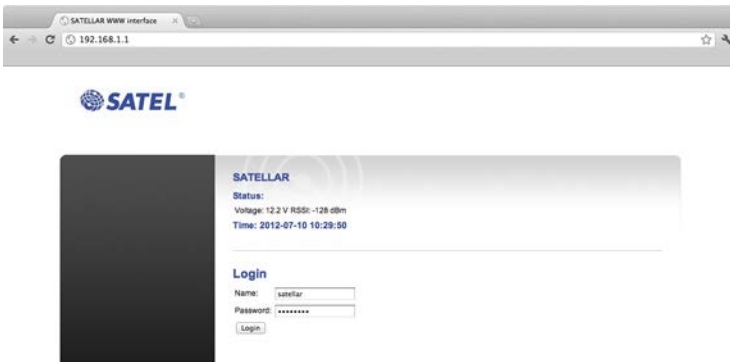 SATELLAR WWW interface
192.168.1.1
SATEL®
SATELLAR
Status:
Voltage: 12.2 V RSSI: -128 dBm
Time: 2012-07-10 10:29:50
Login
Name: satellar
Password: ••••••••
Login